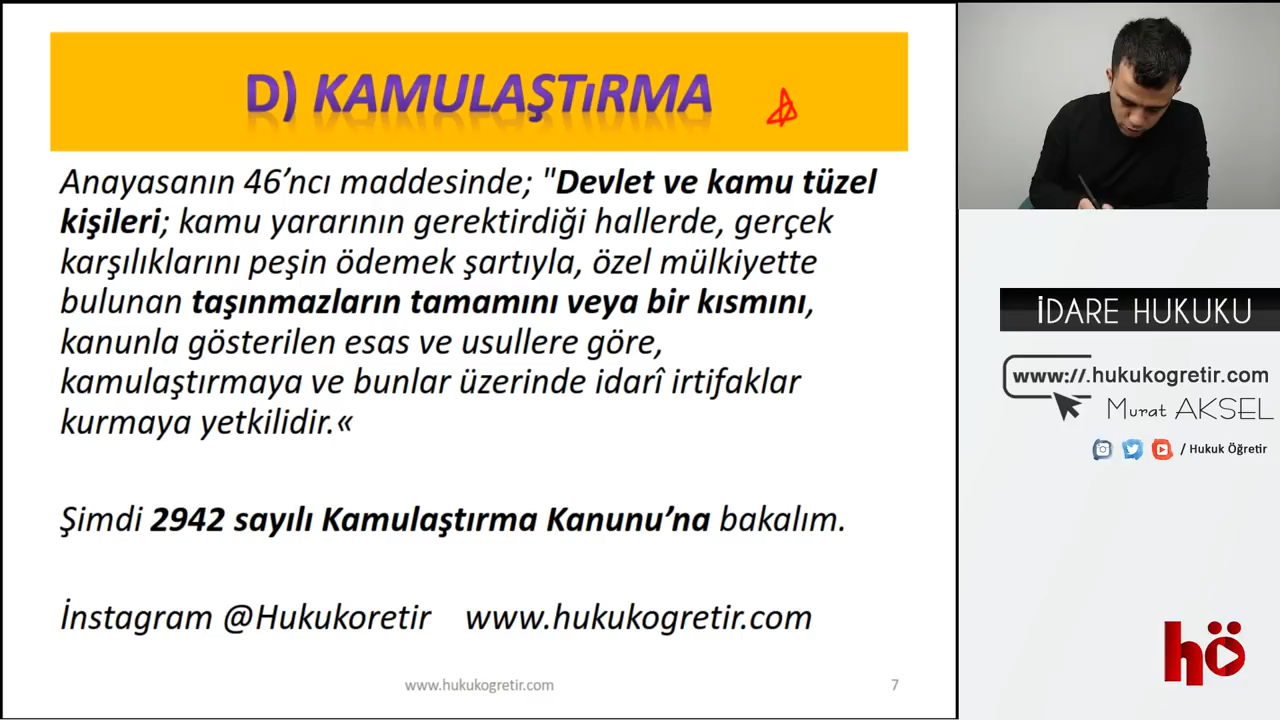 D) KAMULAŞTıRMA
Anayasanın 46’ncı maddesinde; "Devlet ve kamu tüzel
kişileri; kamu yararının gerektirdiği hallerde, gerçek
karşılıklarını peşin ödemek şartıyla, özel mülkiyette
bulunan taşınmazların tamamını veya bir kısmını,
kanunla gösterilen esas ve usullere göre,
kamulaştırmaya ve bunlar üzerinde idarî irtifaklar
kurmaya yetkilidir.«
Şimdi 2942 sayılı Kamulaştırma Kanunu’na bakalım.
İnstagram @Hukukoretir www.hukukogretir.com
www.hukukogretir.com 7
İDARE HUKUKU
www://.hukukogretir.com
Murat AKSEL
/ Hukuk Öğretir
hö